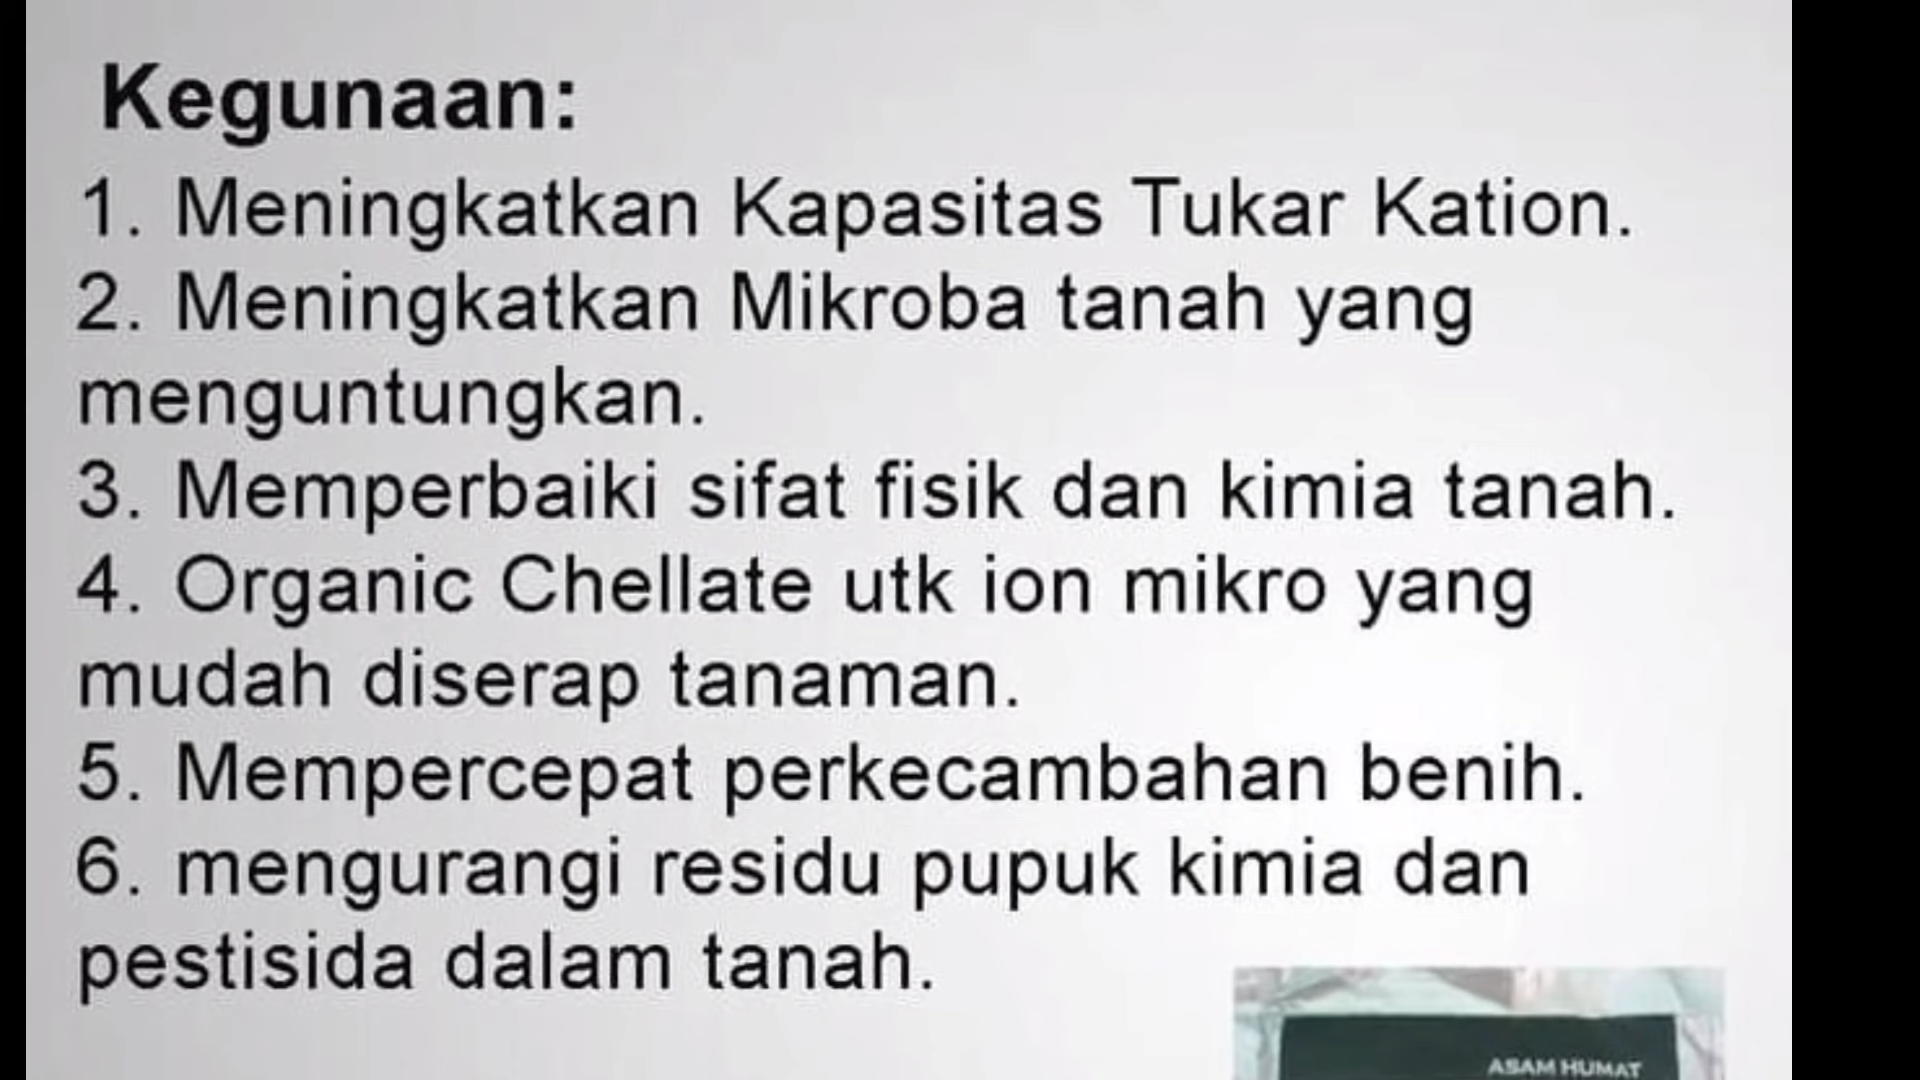 Kegunaan:
1. Meningkatkan Kapasitas Tukar Kation.
2. Meningkatkan Mikroba tanah yang
menguntungkan.
3. Memperbaiki sifat fisik dan kimia tanah.
4. Organic Chellate utk ion mikro yang
mudah diserap tanaman.
5. Mempercepat perkecambahan benih.
6. mengurangi residu pupuk kimia dan
pestisida dalam tanah.
ASAM HUMAT